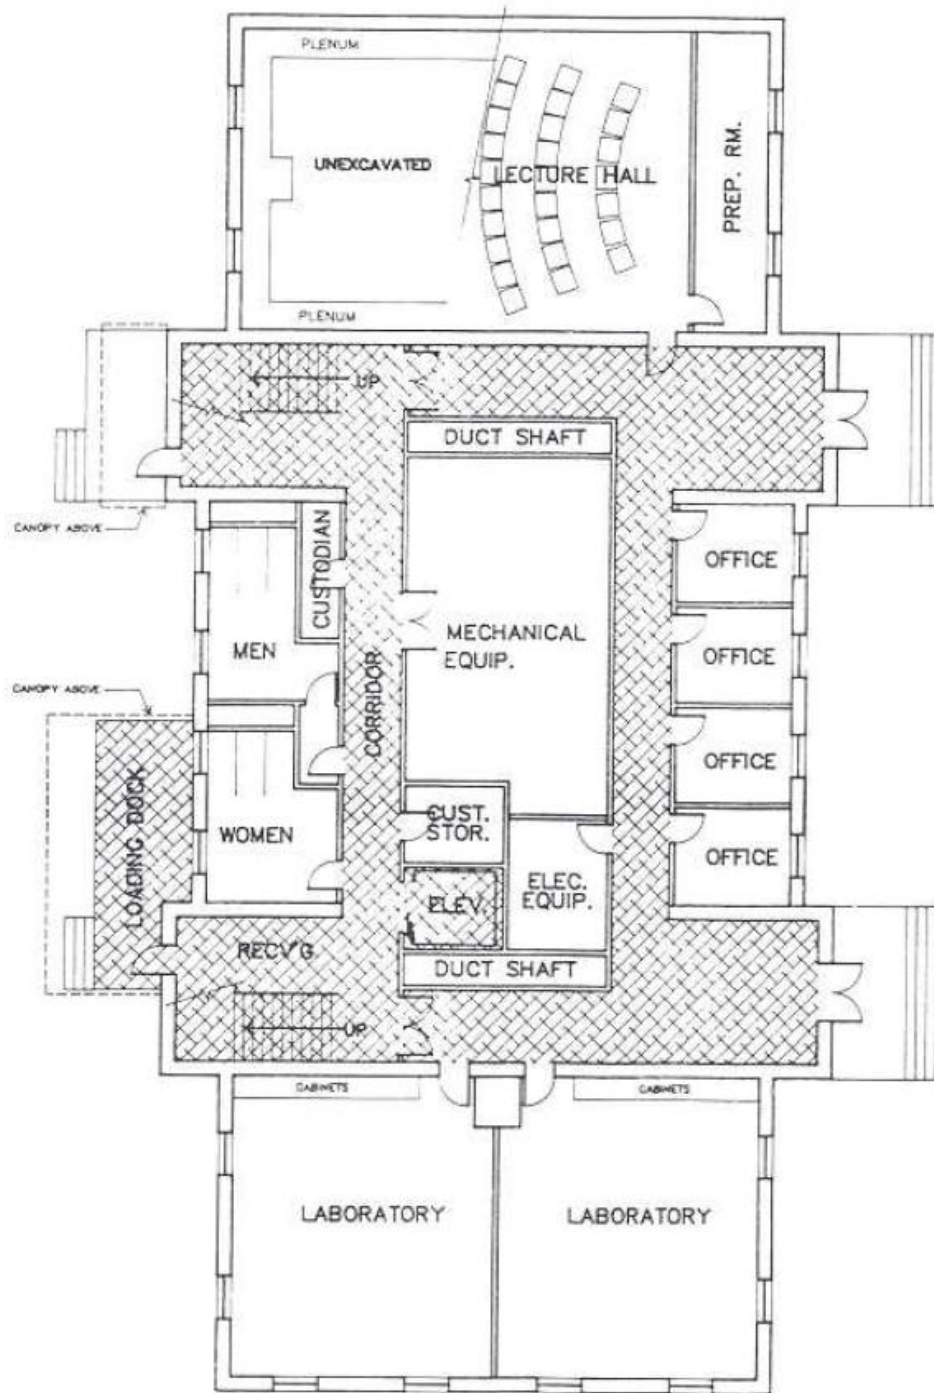 PLENUM
UNEXCAVATED
LECTURE HALL
PREP. RM.
PLENUM
UP
DUCT SHAFT
CANOPY ABOVE
CUSTODIAN
OFFICE
MEN
MECHANICAL
EQUIP.
OFFICE
CANOPY ABOVE
CORRIDOR
OFFICE
LOADING DOCK
WOMEN
CUST.
STOR.
OFFICE
ELEV.
ELEC.
EQUIP.
RECV'G
DUCT SHAFT
UP
CABINETS
CABINETS
LABORATORY
LABORATORY